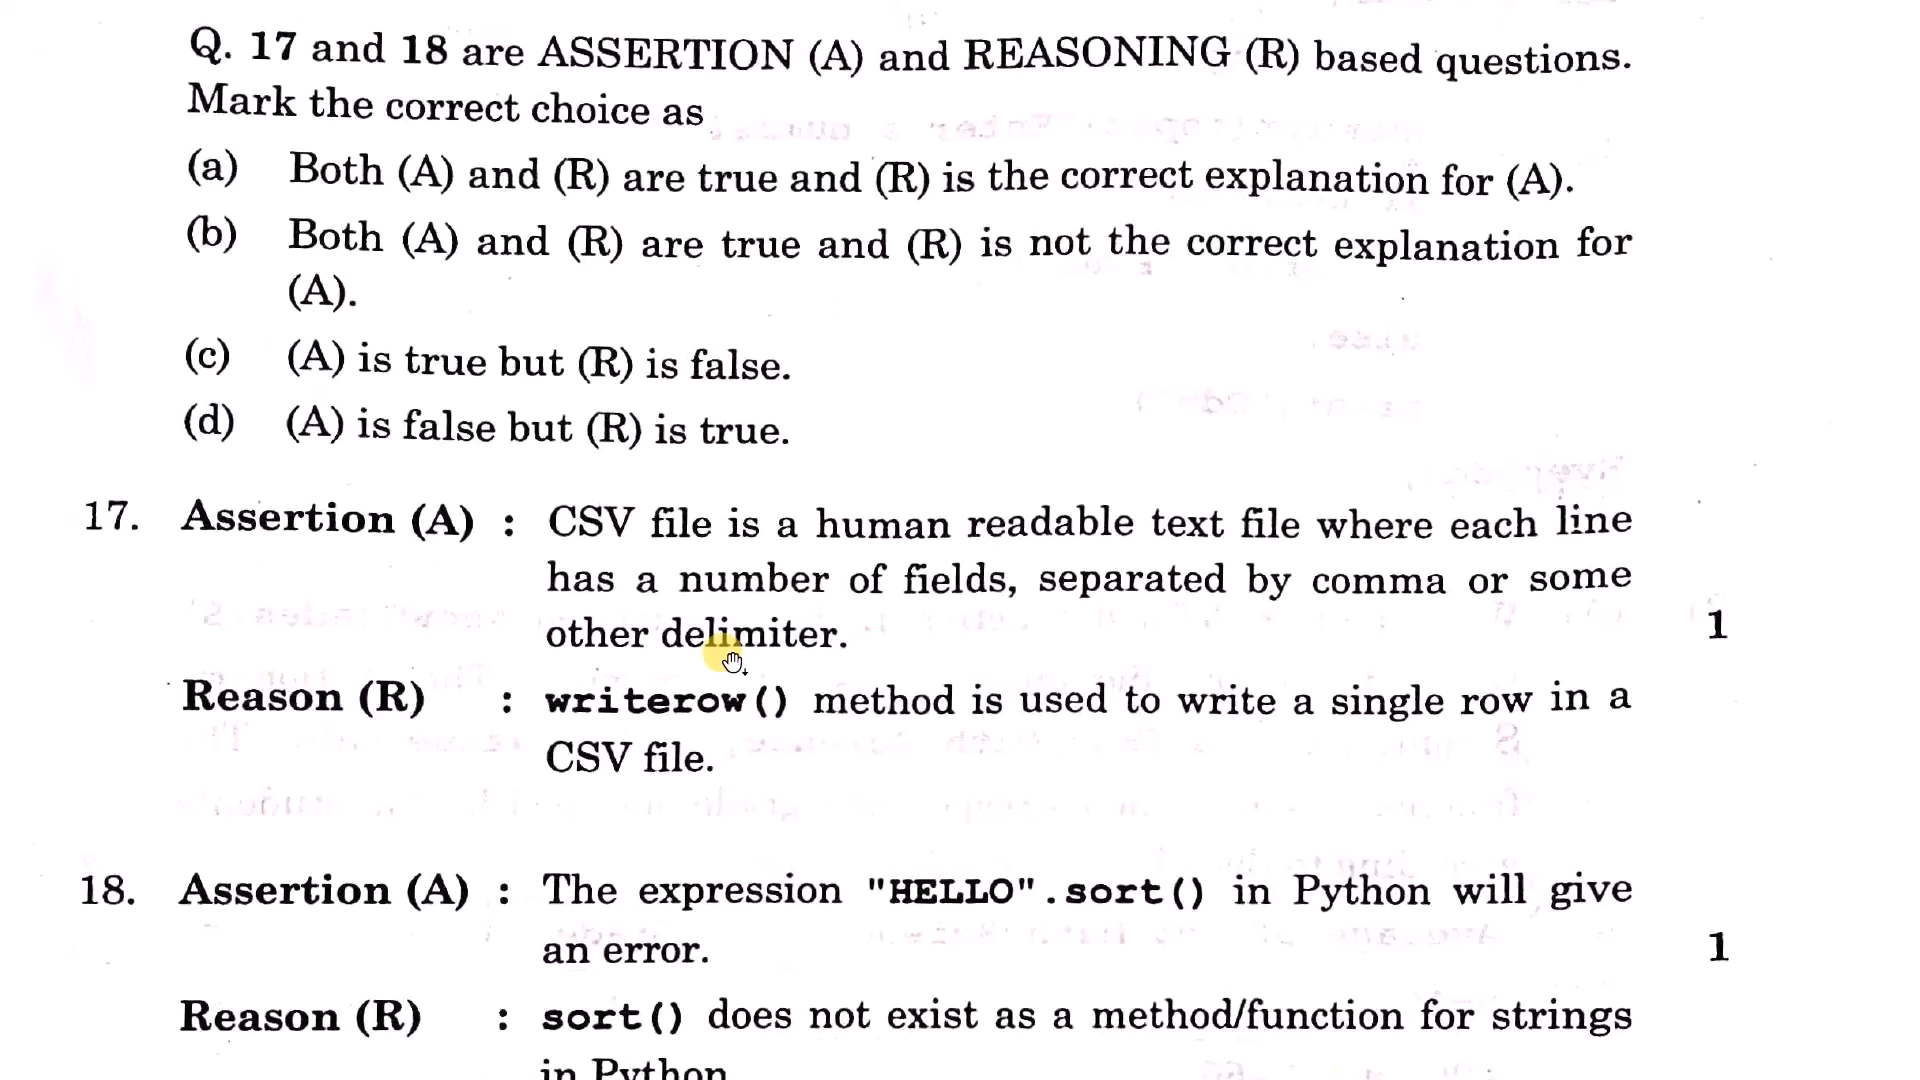 Q. 17 and 18 are ASSERTION (A) and REASONING (R) based questions.
Mark the correct choice as
(a) Both (A) and (R) are true and (R) is the correct explanation for (A).
(b) Both (A) and (R) are true and (R) is not the correct explanation for
(A).
(c) (A) is true but (R) is false.
(d) (A) is false but (R) is true.
17. Assertion (A) : CSV file is a human readable text file where each line
has a number of fields, separated by comma or some
other delimiter. 1
Reason (R) : writerow() method is used to write a single row in a
CSV file.
18. Assertion (A) : The expression "HELLO".sort() in Python will give
an error. 1
Reason (R) : sort() does not exist as a method/function for strings
in Python